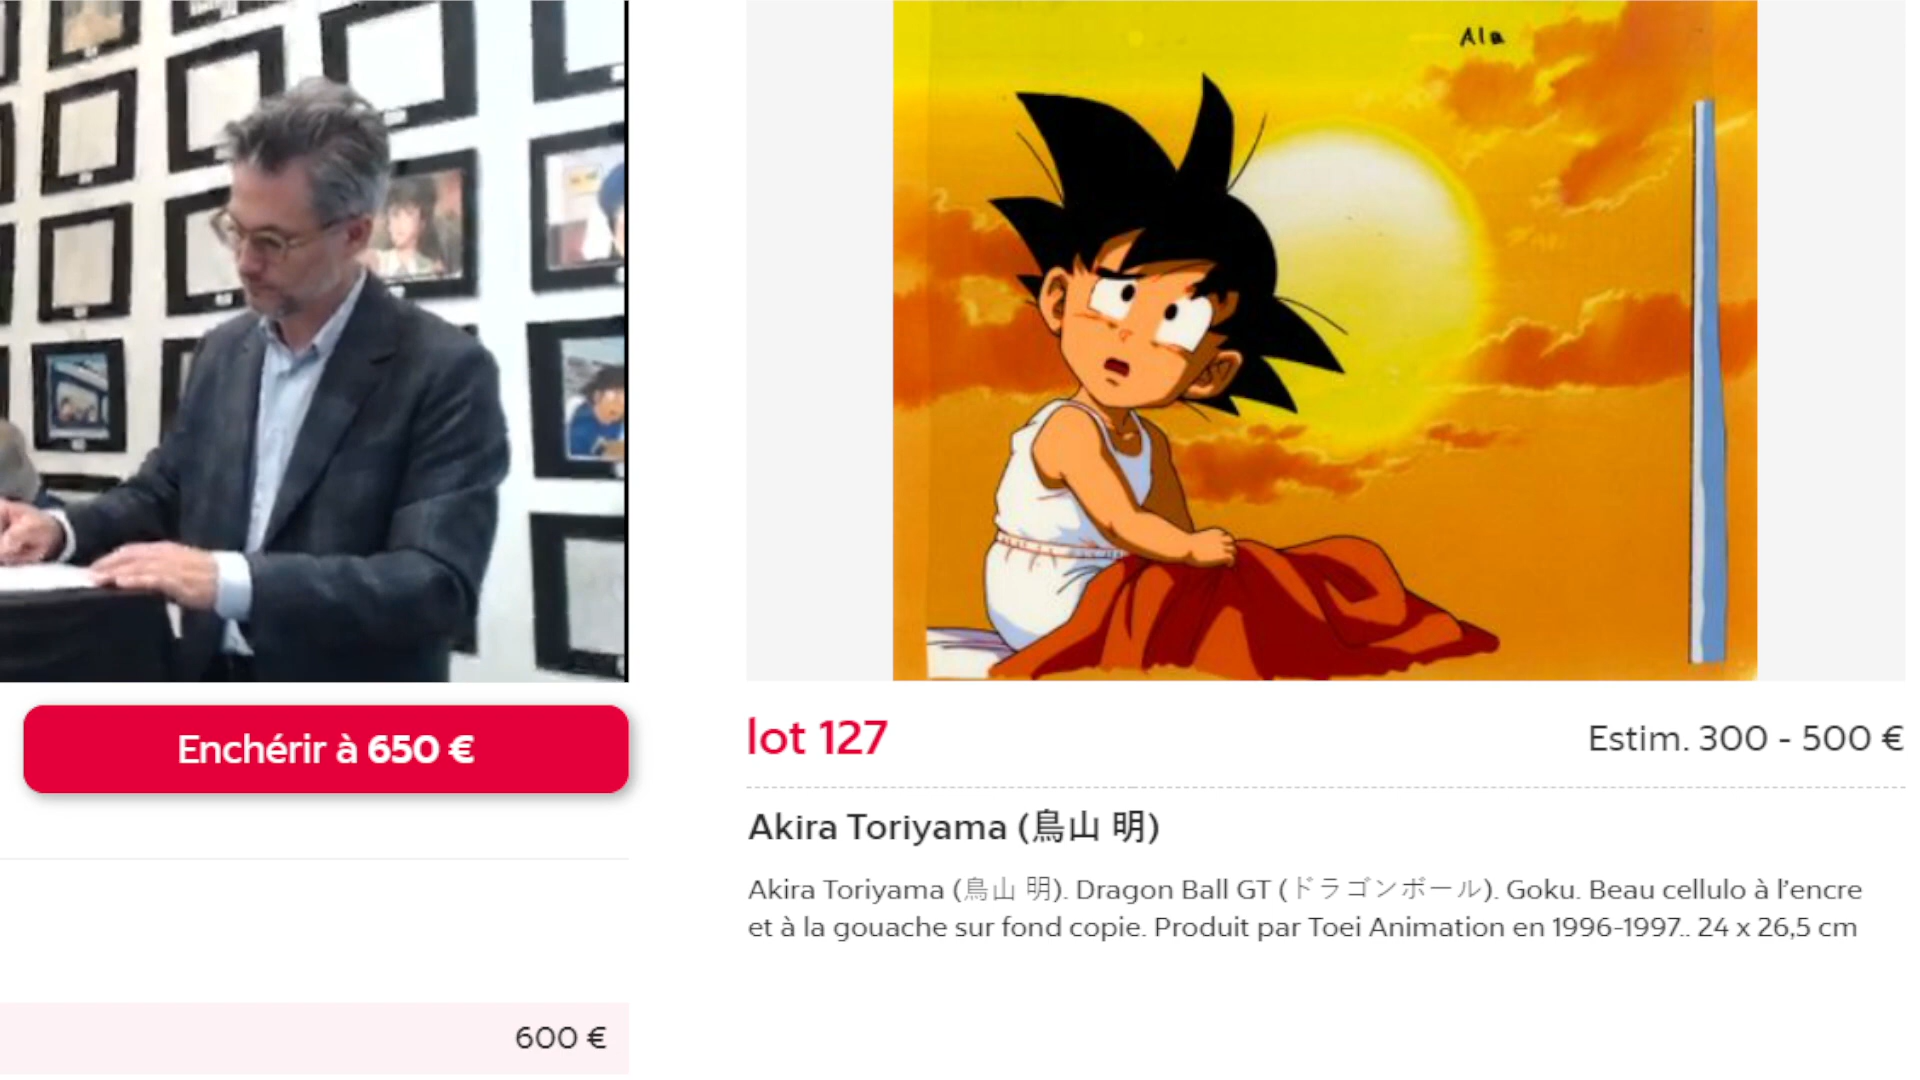 Ala
Enchérir à 650 €
600 €
lot 127
Estim. 300 - 500 €
Akira Toriyama (鳥山 明)
Akira Toriyama (鳥山 明). Dragon Ball GT (ドラゴンボール). Goku. Beau cellulo à l’encre
et à la gouache sur fond copie. Produit par Toei Animation en 1996-1997.. 24 x 26,5 cm